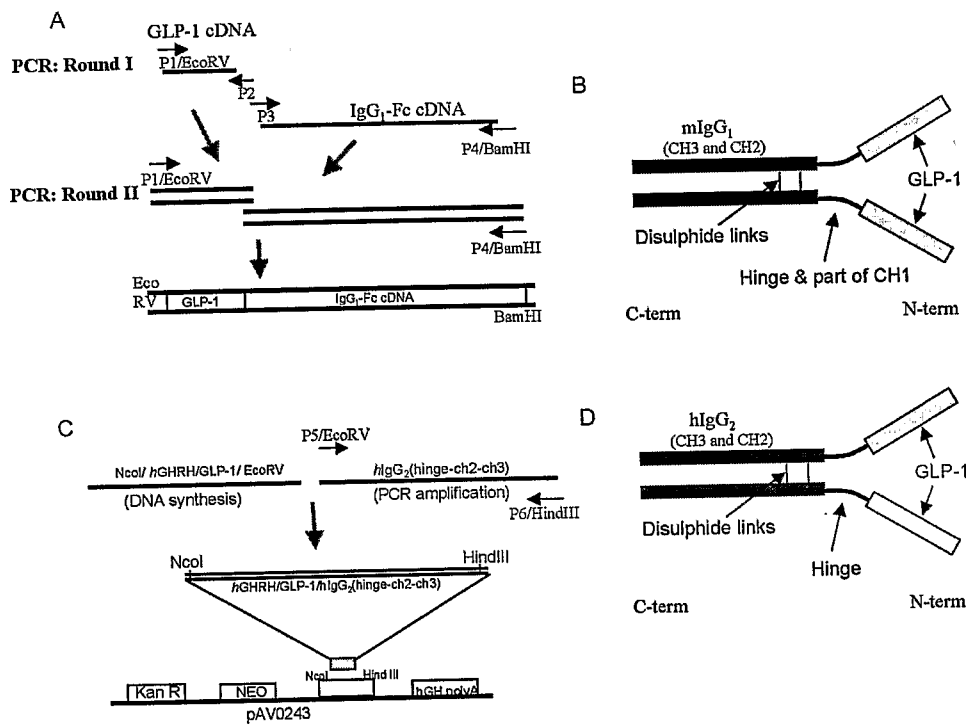 A
GLP-1 cDNA
PCR: Round I
P1/EcoRV
P2
P3
IgG1-Fc cDNA
P4/BamHI
P1/EcoRV
PCR: Round II
P4/BamHI
Eco
RV
GLP-1
IgG1-Fc cDNA
BamHI
B
mIgG1
(CH3 and CH2)
GLP-1
Disulphide links
Hinge & part of CH1
C-term
N-term
C
P5/EcoRV
NcoI/ hGHRH/GLP-1/ EcoRV
(DNA synthesis)
hIgG2(hinge-ch2-ch3)
(PCR amplification)
P6/HindIII
NcoI
HindIII
hGHRH/GLP-1/hIgG2(hinge-ch2-ch3)
NcoI
Hind III
Kan R
NEO
hGH polyA
pAV0243
D
hIgG2
(CH3 and CH2)
GLP-1
Disulphide links
Hinge
C-term
N-term